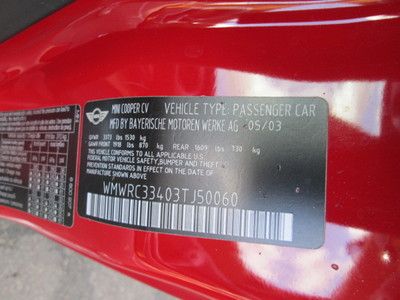 MINI COOPER CV VEHICLE TYPE: PASSENGER CAR
MFD BY BAYERISCHE MOTOREN WERKE AG 05/03
GVWR 3373 lbs 1530 kg
GAWR FRONT 1918 lbs 870 kg REAR 1609 lbs 730 kg
THIS VEHICLE CONFORMS TO ALL APPLICABLE
FEDERAL MOTOR VEHICLE SAFETY, BUMPER AND THEFT
PREVENTION STANDARDS IN EFFECT ON THE DATE OF
MANUFACTURE SHOWN ABOVE.
WMWRC33403TJ50060